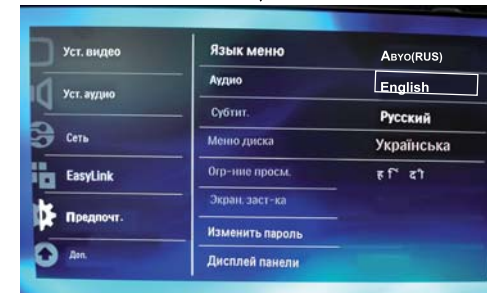 Уст. видео
Уст. аудио
Сеть
EasyLink
Предпочт.
Доп.
Язык меню
Аудио
Субтит.
Меню диска
Огр-ние просм.
Экран. заст-ка
Изменить пароль
Дисплей панели
Авто(RUS)
English
Русский
Українська